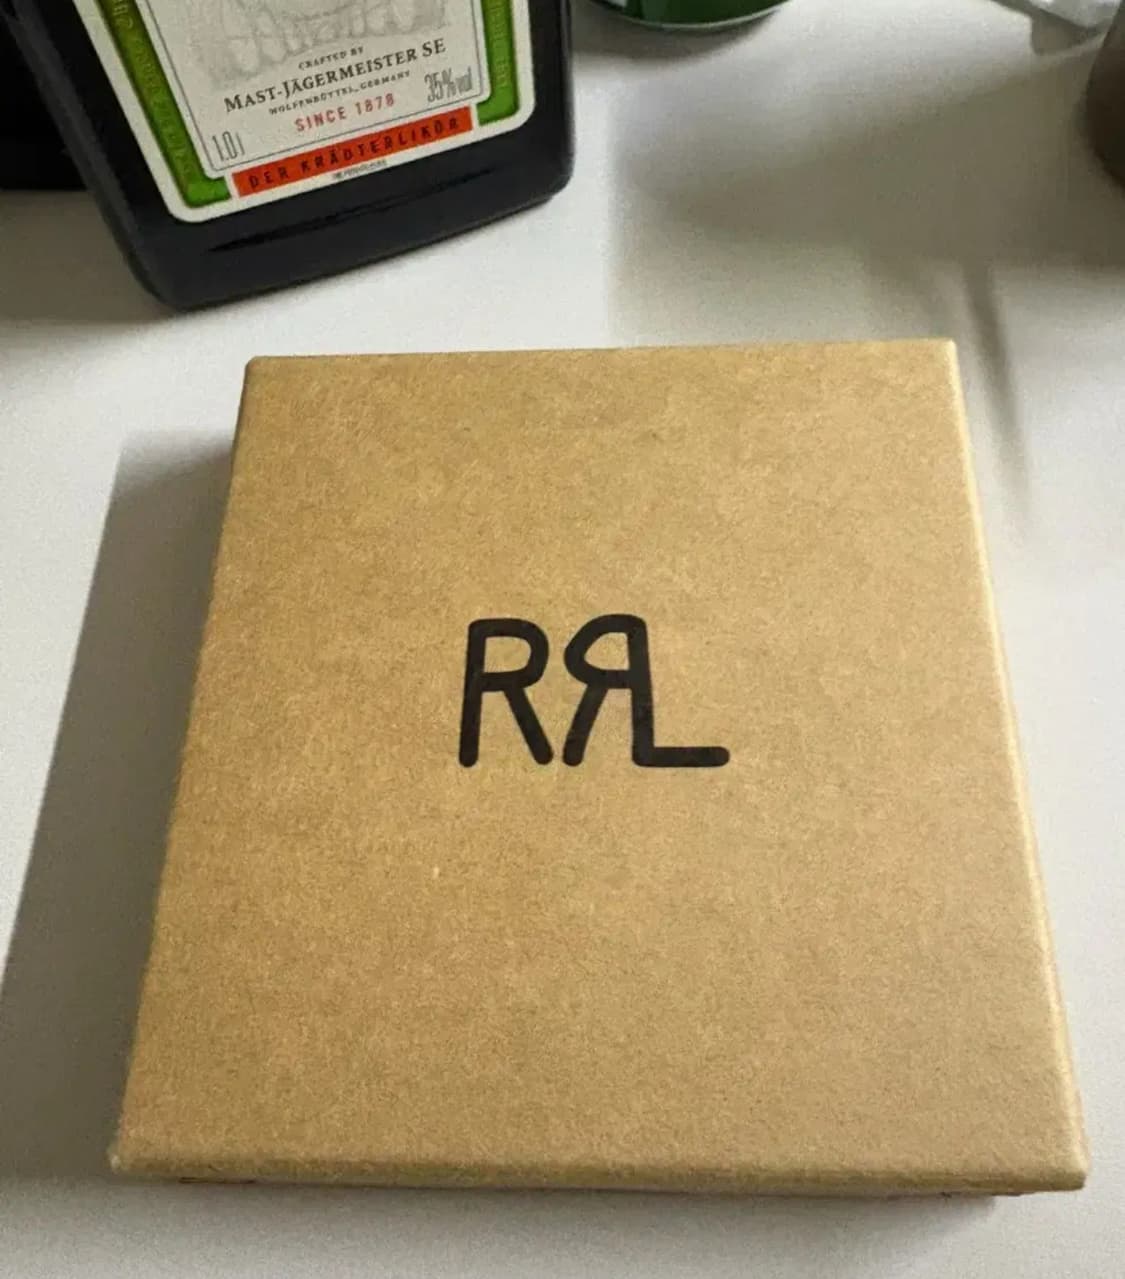 CRAFTED BY
MAST-JÄGERMEISTER SE
WOLFENBÜTTEL, GERMANY
SINCE 1878
35% vol
1.0 l
DER KRÄUTERLIKÖR
RRL